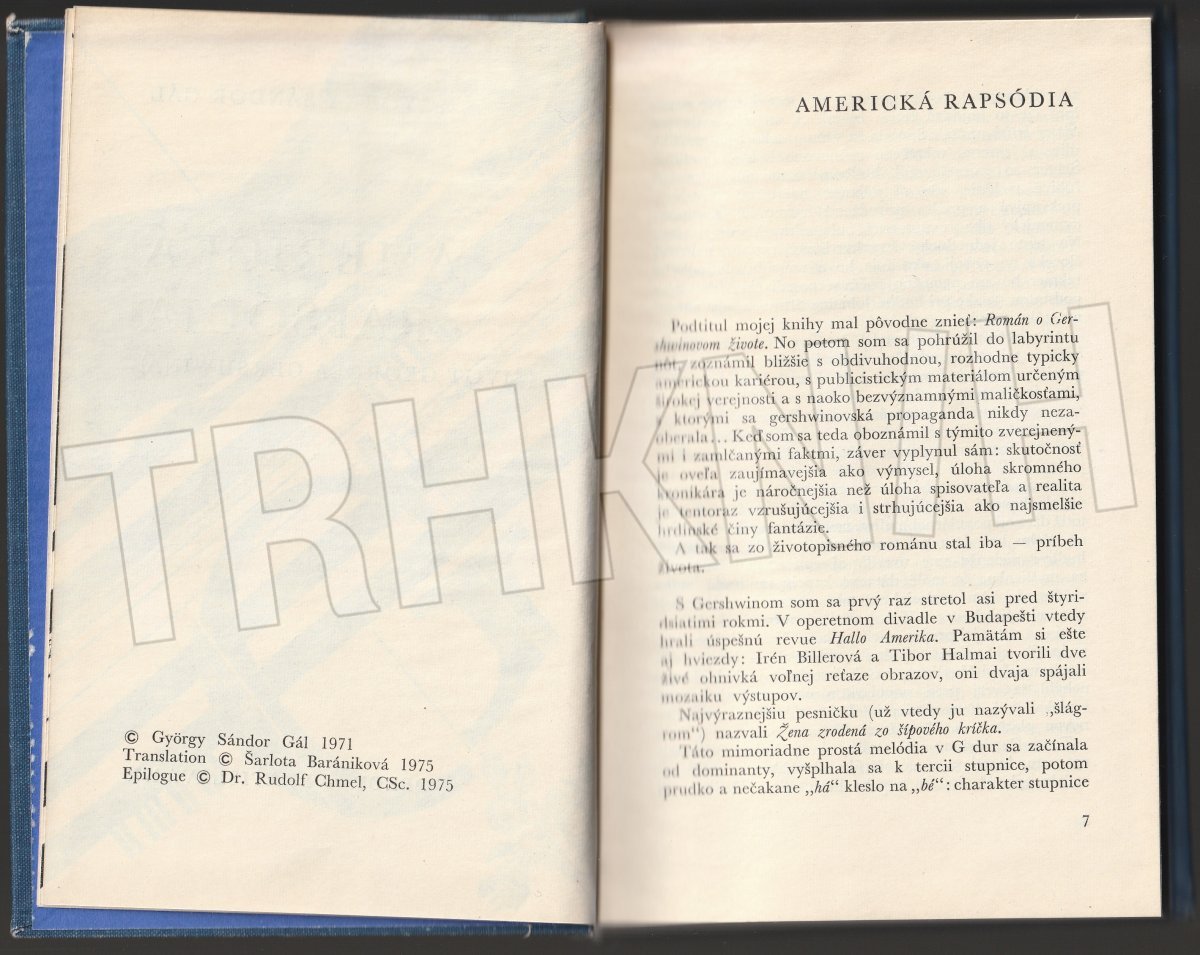 © György Sándor Gál 1971
Translation © Šarlota Barániková 1975
Epilogue © Dr. Rudolf Chmel, CSc. 1975
AMERICKÁ RAPSÓDIA
Podtitul mojej knihy mal pôvodne znieť: Román o Ger-
shwinovom živote. No potom som sa pohrúžil do labyrintu
nôt, zoznámil bližšie s obdivuhodnou, rozhodne typicky
americkou kariérou, s publicistickým materiálom určeným
širokej verejnosti a s naoko bezvýznamnými maličkosťami,
s ktorými sa gershwinovská propaganda nikdy neza-
oberala... Keď som sa teda oboznámil s týmito zverejnený-
mi i zamlčanými faktmi, záver vyplynul sám: skutočnosť
je oveľa zaujímavejšia ako výmysel, úloha skromného
kronikára je náročnejšia než úloha spisovateľa a realita
je tentoraz vzrušujúcejšia i strhujúcejšia ako najsmelšie
hrdinské činy fantázie.
A tak sa zo životopisného románu stal iba — príbeh
života.
S Gershwinom som sa prvý raz stretol asi pred štyri-
dsiatimi rokmi. V operetnom divadle v Budapešti vtedy
hrali úspešnú revue Hallo Amerika. Pamätám si ešte
aj hviezdy: Irén Billerová a Tibor Halmai tvorili dve
živé ohnivká voľnej reťaze obrazov, oni dvaja spájali
mozaiku výstupov.
Najvýraznejšiu pesničku (už vtedy ju nazývali „šlág-
rom“) nazvali Žena zrodená zo šípového kríčka.
Táto mimoriadne prostá melódia v G dur sa začínala
od dominanty, vyšplhala sa k tercii stupnice, potom
prudko a nečakane „há“ kleslo na „bé“: charakter stupnice
7
TRHKNIH